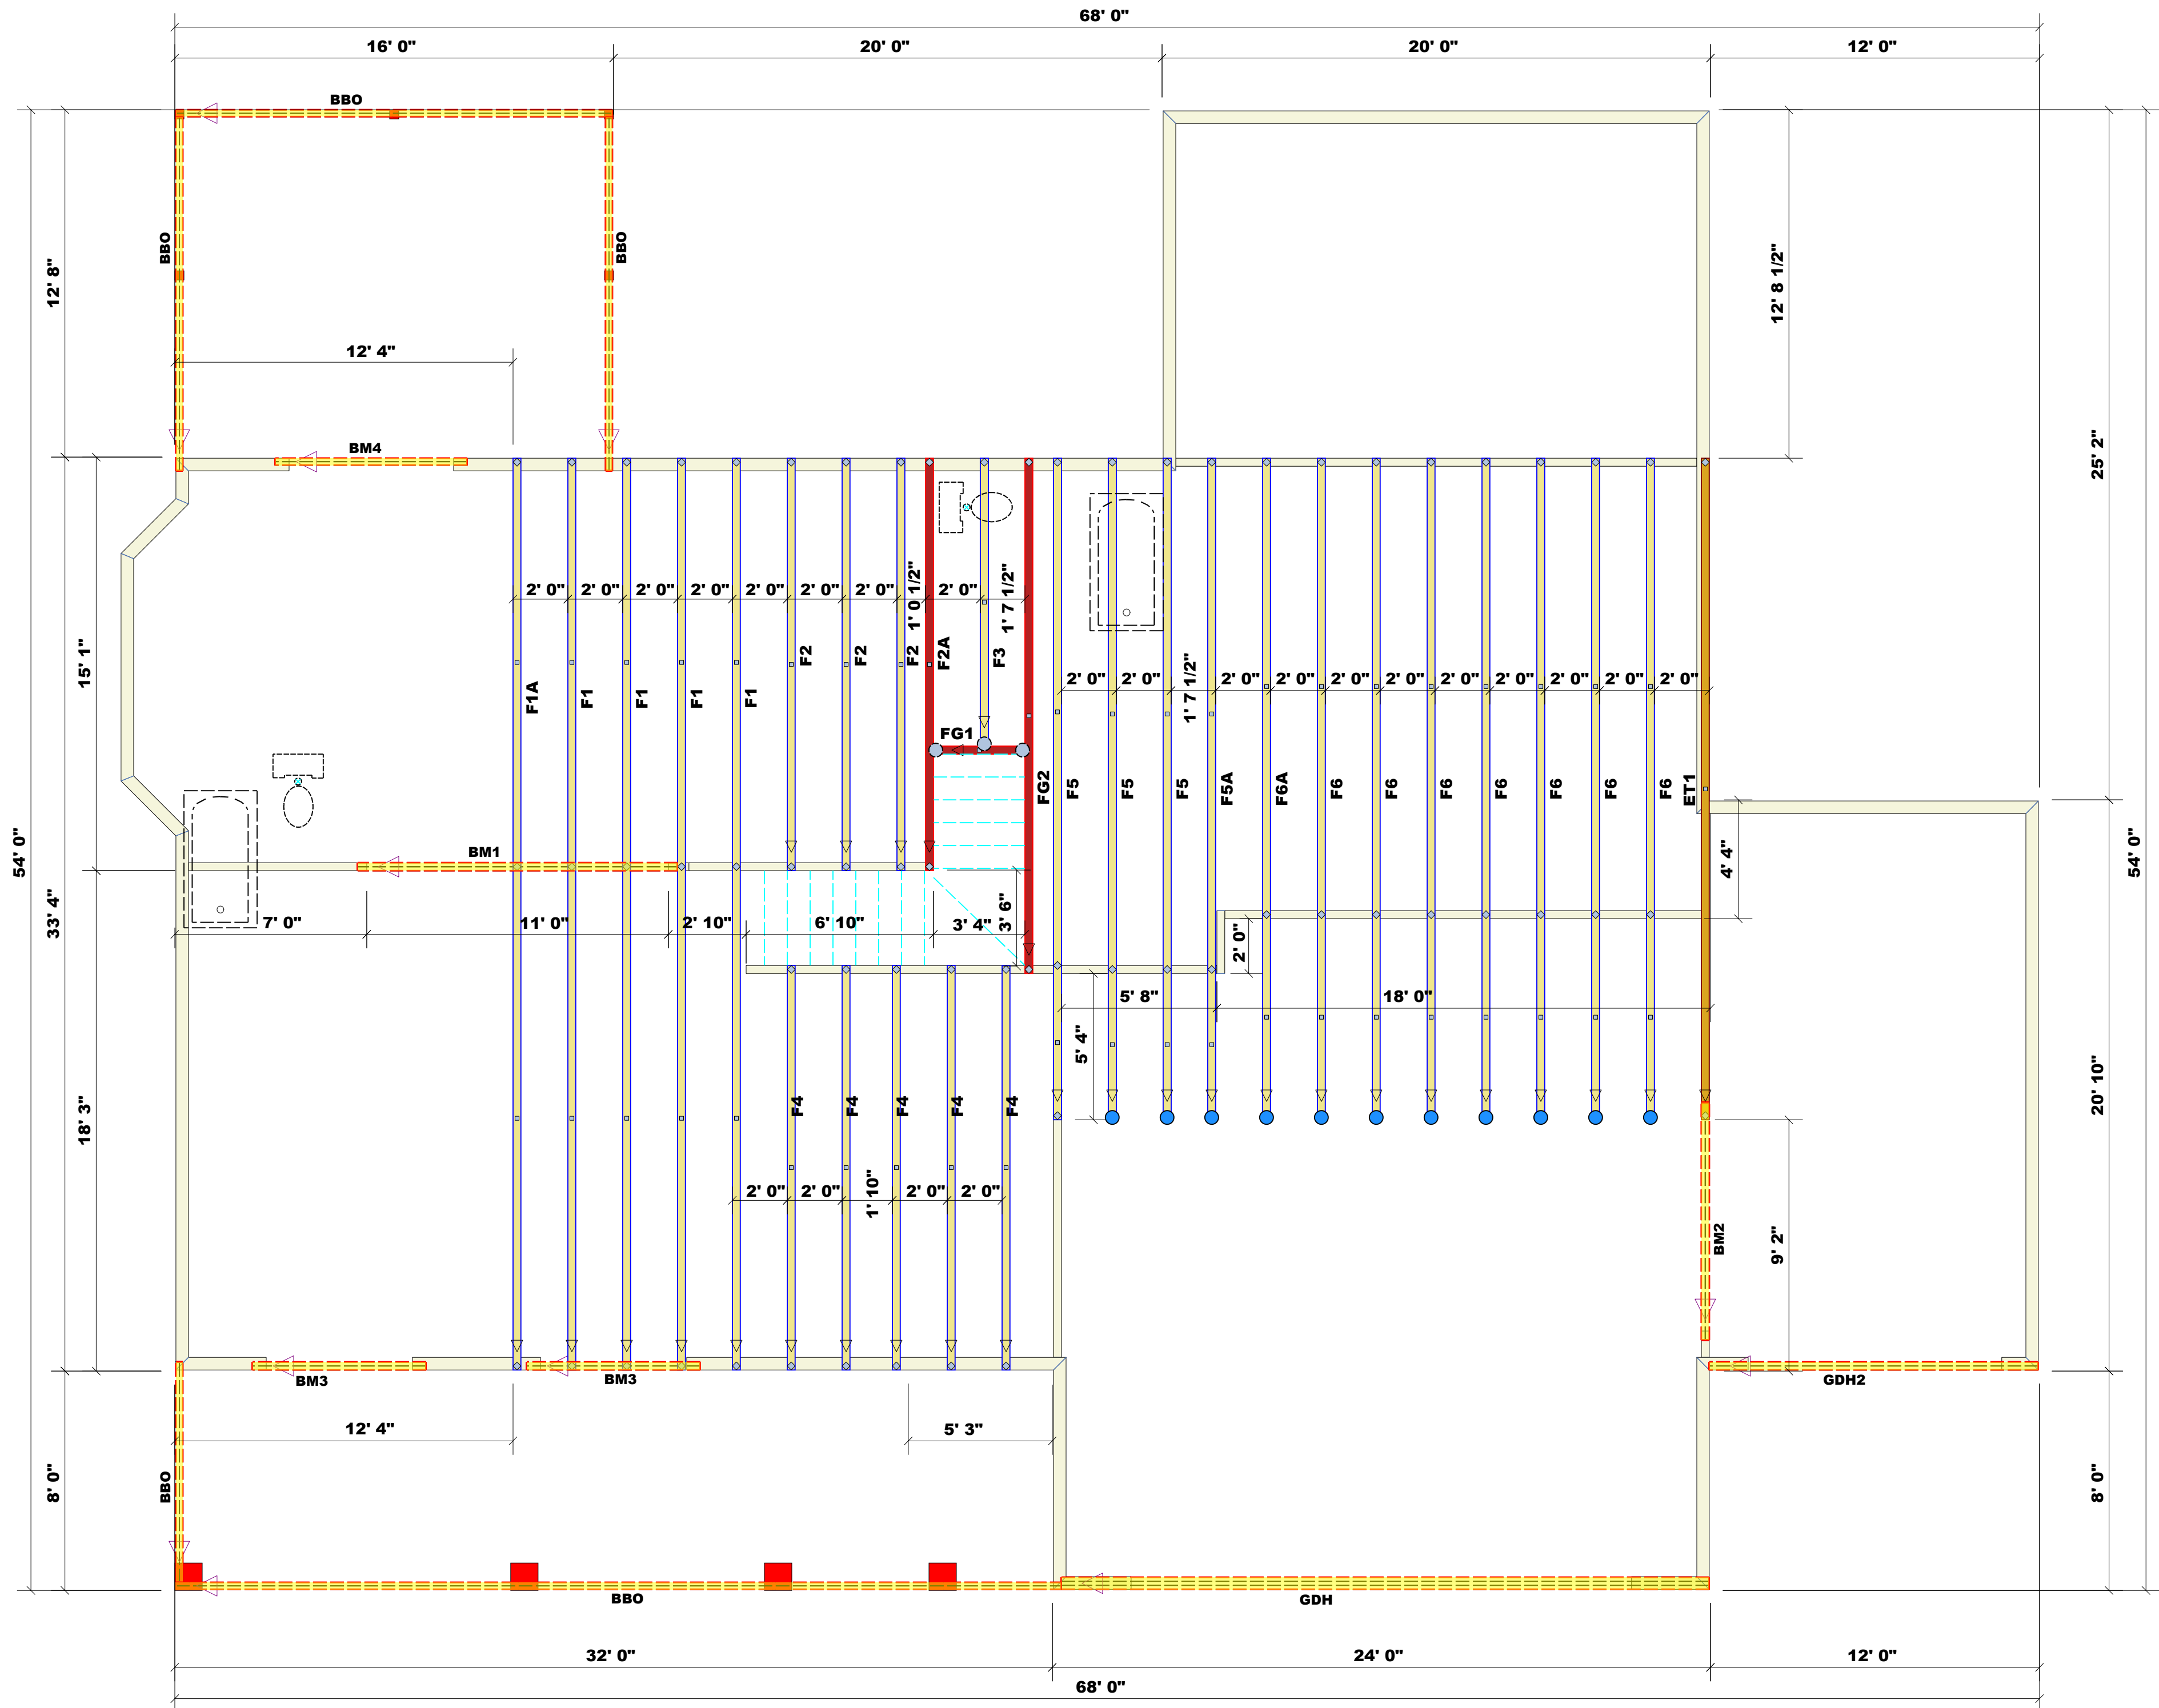 68' 0"
16' 0"
20' 0"
20' 0"
12' 0"
BBO
BBO
BBO
12' 8"
12' 8 1/2"
25' 2"
12' 4"
BM4
2' 0"
2' 0"
2' 0"
2' 0"
2' 0"
2' 0"
2' 0"
1' 0 1/2"
2' 0"
1' 7 1/2"
15' 1"
F1A
F1
F1
F1
F1
F2
F2
F2
F2A
F3
2' 0"
2' 0"
1' 7 1/2"
2' 0"
2' 0"
2' 0"
2' 0"
2' 0"
2' 0"
2' 0"
2' 0"
2' 0"
FG1
FG2
F5
F5
F5
F5A
F6A
F6
F6
F6
F6
F6
F6
F6
ET1
54' 0"
33' 4"
BM1
4' 4"
54' 0"
7' 0"
11' 0"
2' 10"
6' 10"
3' 4"
3' 6"
2' 0"
5' 8"
18' 0"
5' 4"
18' 3"
F4
F4
F4
F4
F4
20' 10"
2' 0"
2' 0"
1' 10"
2' 0"
2' 0"
BM2
9' 2"
BM3
BM3
GDH2
12' 4"
5' 3"
8' 0"
BBO
8' 0"
BBO
GDH
32' 0"
24' 0"
12' 0"
68' 0"